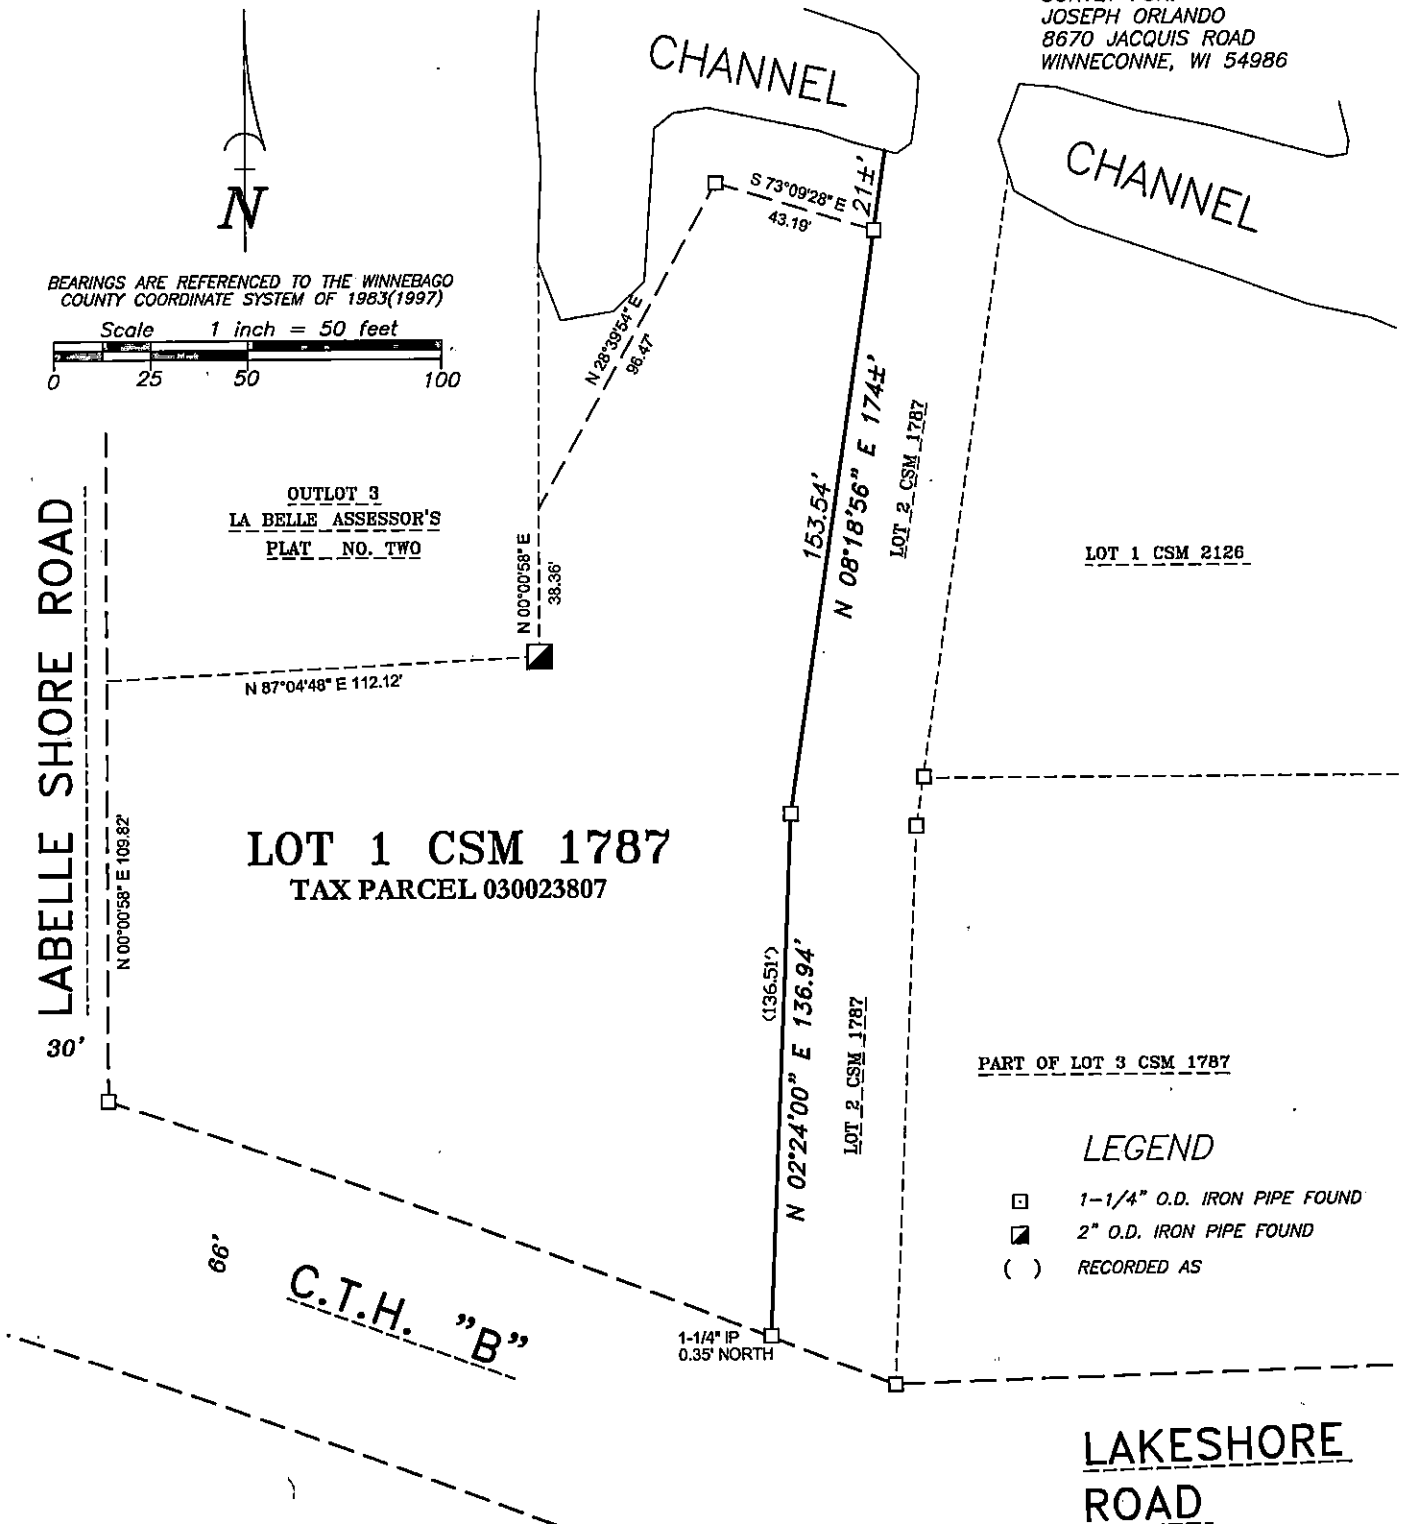 JOSEPH ORLANDO
8670 JACQUIS ROAD
WINNECONNE, WI 54986
CHANNEL
CHANNEL
N
BEARINGS ARE REFERENCED TO THE WINNEBAGO
COUNTY COORDINATE SYSTEM OF 1983(1997)
Scale 1 inch = 50 feet
0 25 50 100
S 73°09'28" E
43.19'
21±'
N 28°39'54" E
96.47'
N 08°18'56" E 174±'
153.54'
LOT 2 CSM 1787
OUTLOT 3
LA BELLE ASSESSOR'S
PLAT NO. TWO
LOT 1 CSM 2126
N 00°00'58" E
38.36'
N 87°04'48" E 112.12'
LABELLE SHORE ROAD
30'
N 00°00'58" E 109.82'
LOT 1 CSM 1787
TAX PARCEL 030023807
(136.51')
N 02°24'00" E 136.94'
LOT 2 CSM 1787
PART OF LOT 3 CSM 1787
LEGEND
1-1/4" O.D. IRON PIPE FOUND
2" O.D. IRON PIPE FOUND
( ) RECORDED AS
66'
C.T.H. "B"
1-1/4" IP
0.35' NORTH
LAKESHORE
ROAD